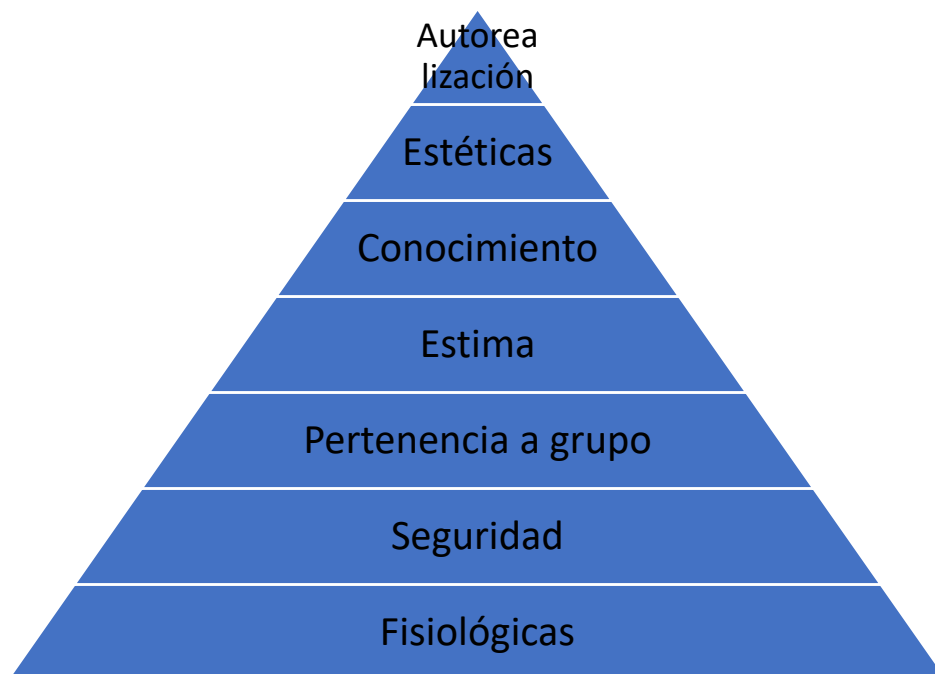 Autorea
lización
Estéticas
Conocimiento
Estima
Pertenencia a grupo
Seguridad
Fisiológicas